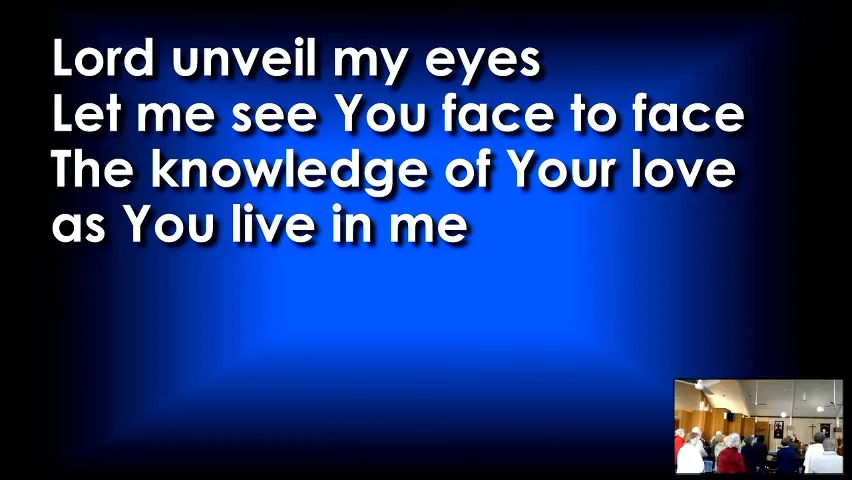 Lord unveil my eyes
Let me see You face to face
The knowledge of Your love
as You live in me